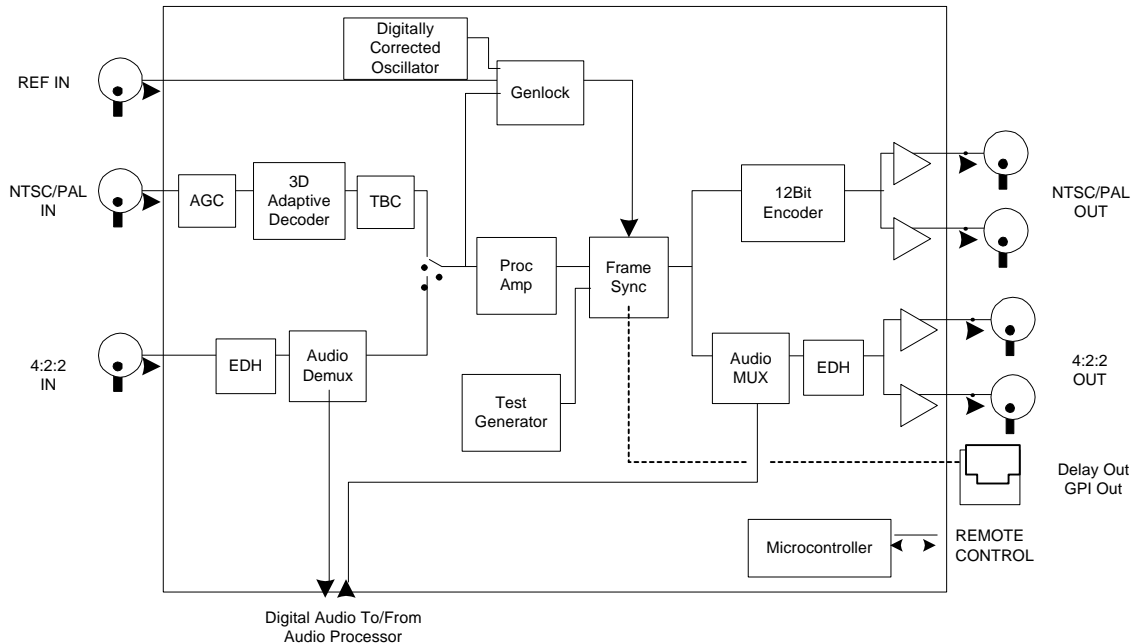 Digitally
Corrected
Oscillator
REF IN
Genlock
NTSC/PAL
IN
AGC
3D
Adaptive
Decoder
TBC
12Bit
Encoder
NTSC/PAL
OUT
Proc
Amp
Frame
Sync
4:2:2
IN
EDH
Audio
Demux
Test
Generator
Audio
MUX
EDH
4:2:2
OUT
Delay Out
GPI Out
Microcontroller
REMOTE
CONTROL
Digital Audio To/From
Audio Processor